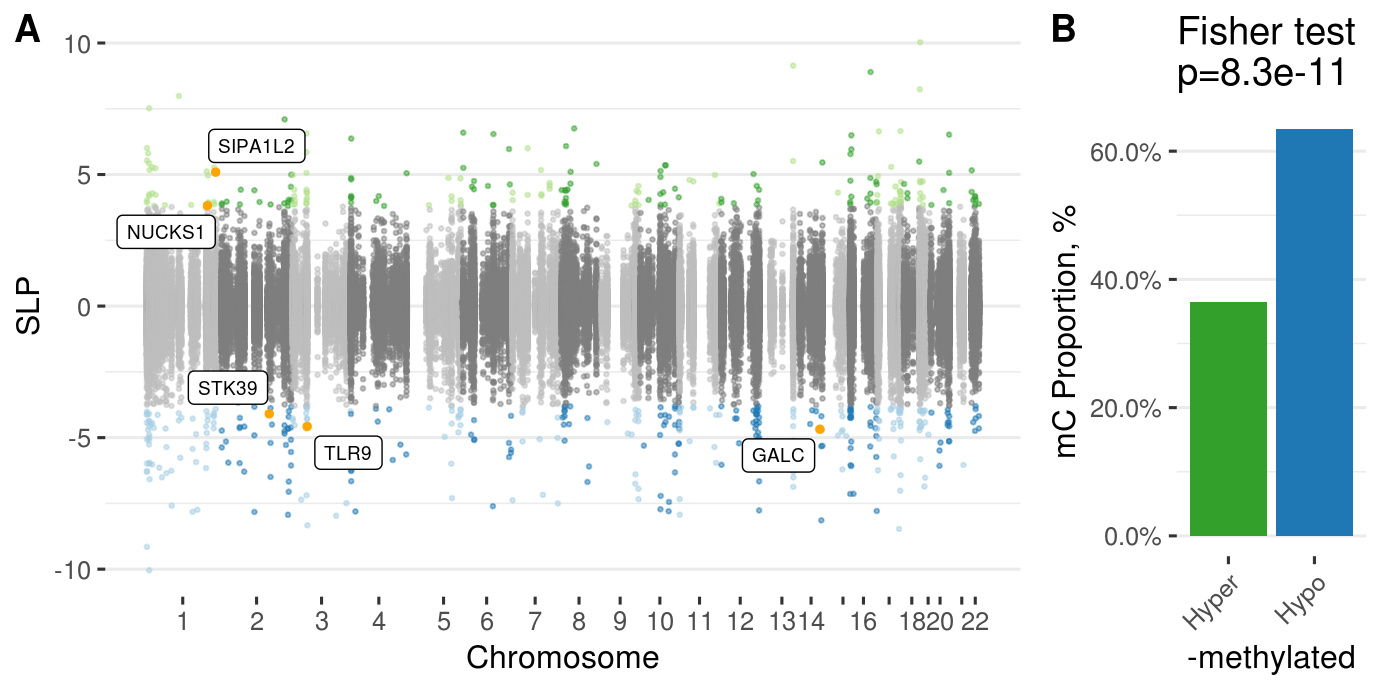 A
10
5
0
-5
-10
SLP
SIPA1L2
NUCKS1
STK39
TLR9
GALC
1 2 3 4 5 6 7 8 9 10 11 12 13 14 16 18 20 22
Chromosome
B
Fisher test
p=8.3e-11
60.0%
40.0%
20.0%
0.0%
mC Proportion, %
Hyper
Hypo
-methylated